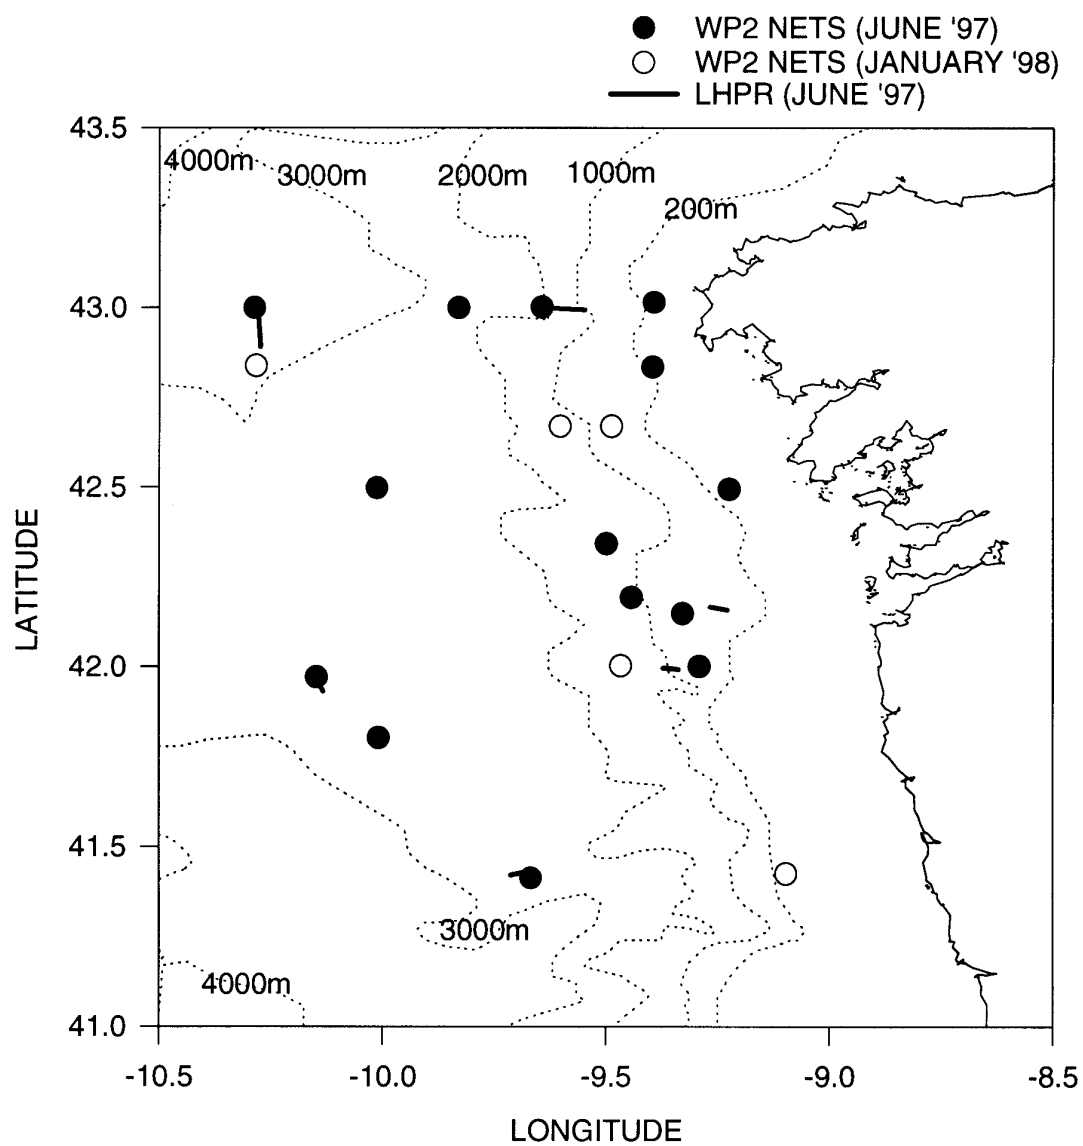 WP2 NETS (JUNE '97)
WP2 NETS (JANUARY '98)
LHPR (JUNE '97)
43.5
4000m
3000m
2000m
1000m
200m
43.0
42.5
LATITUDE
42.0
41.5
3000m
4000m
41.0
-10.5
-10.0
-9.5
-9.0
-8.5
LONGITUDE